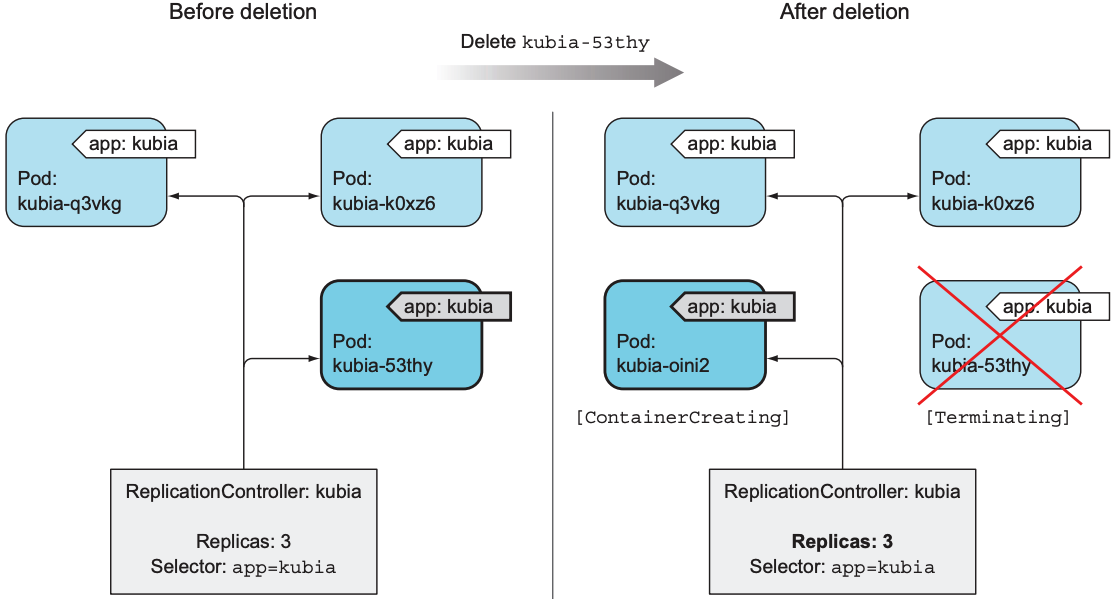 Before deletion
After deletion
Delete kubia-53thy
app: kubia
Pod:
kubia-q3vkg
app: kubia
Pod:
kubia-k0xz6
app: kubia
Pod:
kubia-53thy
ReplicationController: kubia
Replicas: 3
Selector: app=kubia
app: kubia
Pod:
kubia-q3vkg
app: kubia
Pod:
kubia-k0xz6
app: kubia
Pod:
kubia-oini2
[ContainerCreating]
app: kubia
Pod:
kubia-53thy
[Terminating]
ReplicationController: kubia
Replicas: 3
Selector: app=kubia